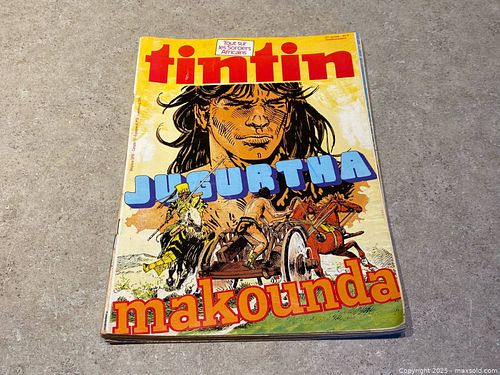 Tout sur
les Sorciers
Africains
tintin
JUGURTHA
makounda
Copyright 2025 - maxsold.com